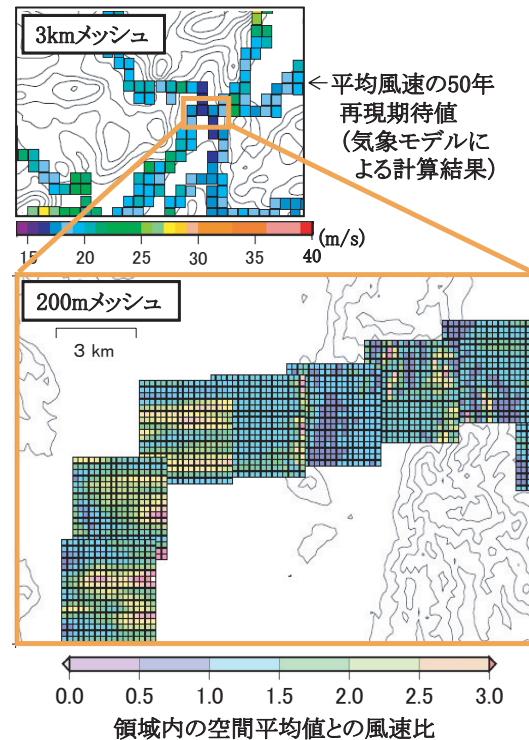 3kmメッシュ
←平均風速の50年
再現期待値
(気象モデルに
よる計算結果)
15 20 25 30 35 40
(m/s)
200mメッシュ
3 km
0.0 0.5 1.0 1.5 2.0 2.5 3.0
領域内の空間平均値との風速比